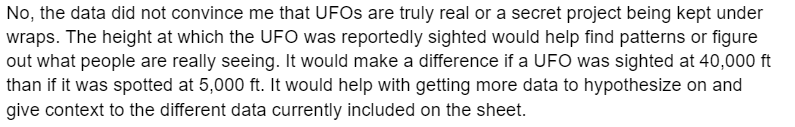 No, the data did not convince me that UFOs are truly real or a secret project being kept under
wraps. The height at which the UFO was reportedly sighted would help find patterns or figure
out what people are really seeing. It would make a difference if a UFO was sighted at 40,000 ft
than if it was spotted at 5,000 ft. It would help with getting more data to hypothesize on and
give context to the different data currently included on the sheet.